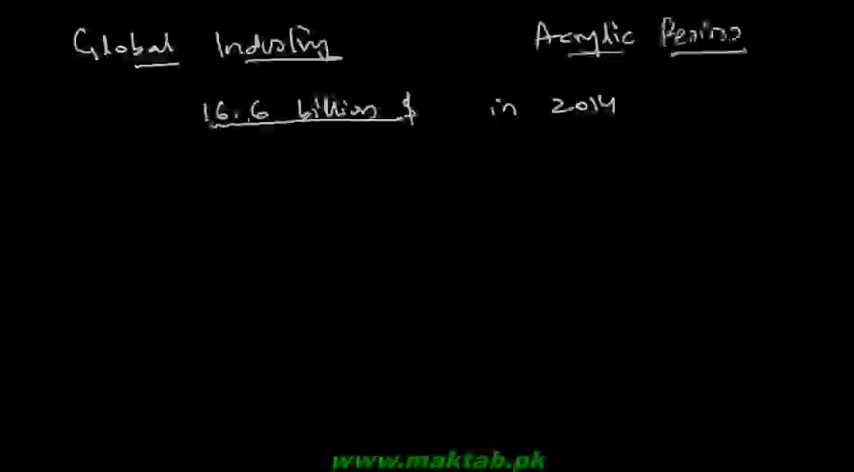 Global Industry Acrylic Resins
16.6 billion $ in 2014
www.maktab.pk